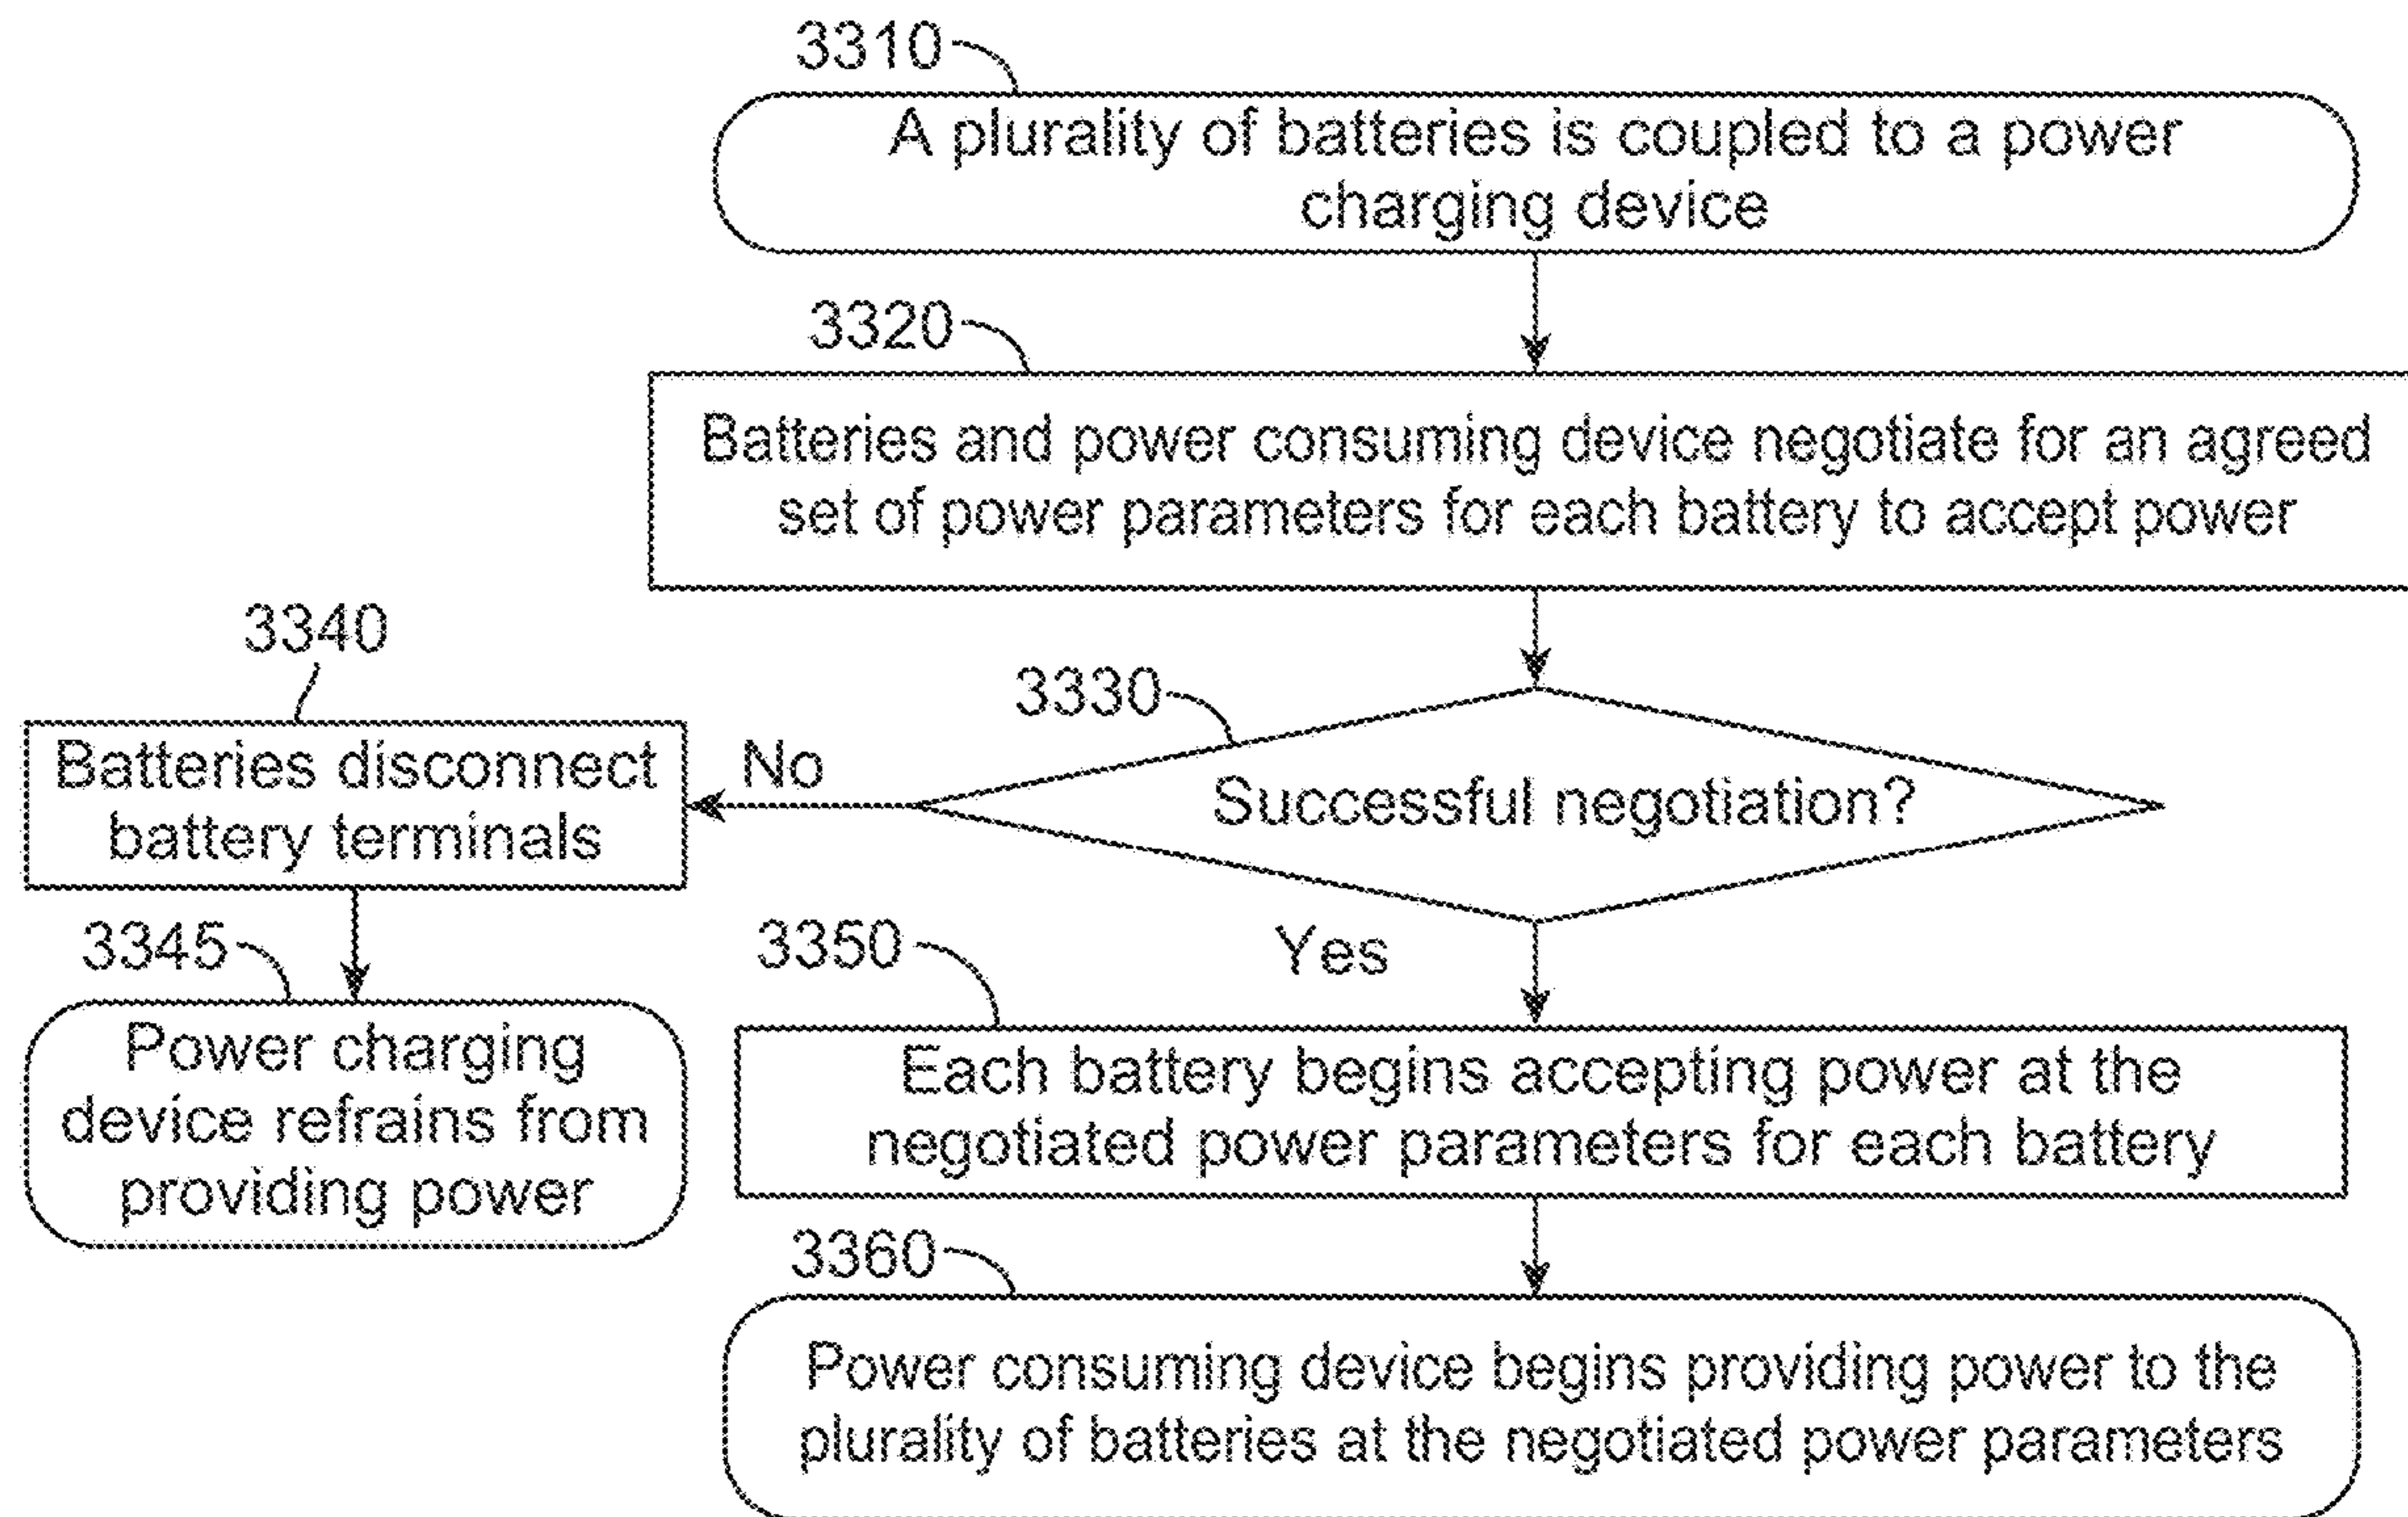 3310
A plurality of batteries is coupled to a power
charging device
3320
Batteries and power consuming device negotiate for an agreed
set of power parameters for each battery to accept power
3330
Successful negotiation?
No
3340
Batteries disconnect
battery terminals
3345
Power charging
device refrains from
providing power
Yes
3350
Each battery begins accepting power at the
negotiated power parameters for each battery
3360
Power consuming device begins providing power to the
plurality of batteries at the negotiated power parameters